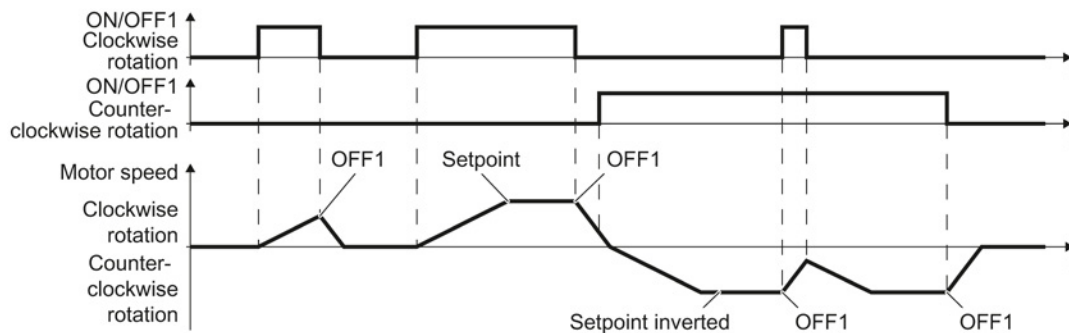 ON/OFF1
Clockwise
rotation
ON/OFF1
Counter-
clockwise rotation
Motor speed
OFF1
Setpoint
OFF1
Clockwise
rotation
Counter-
clockwise
rotation
Setpoint inverted
OFF1
OFF1